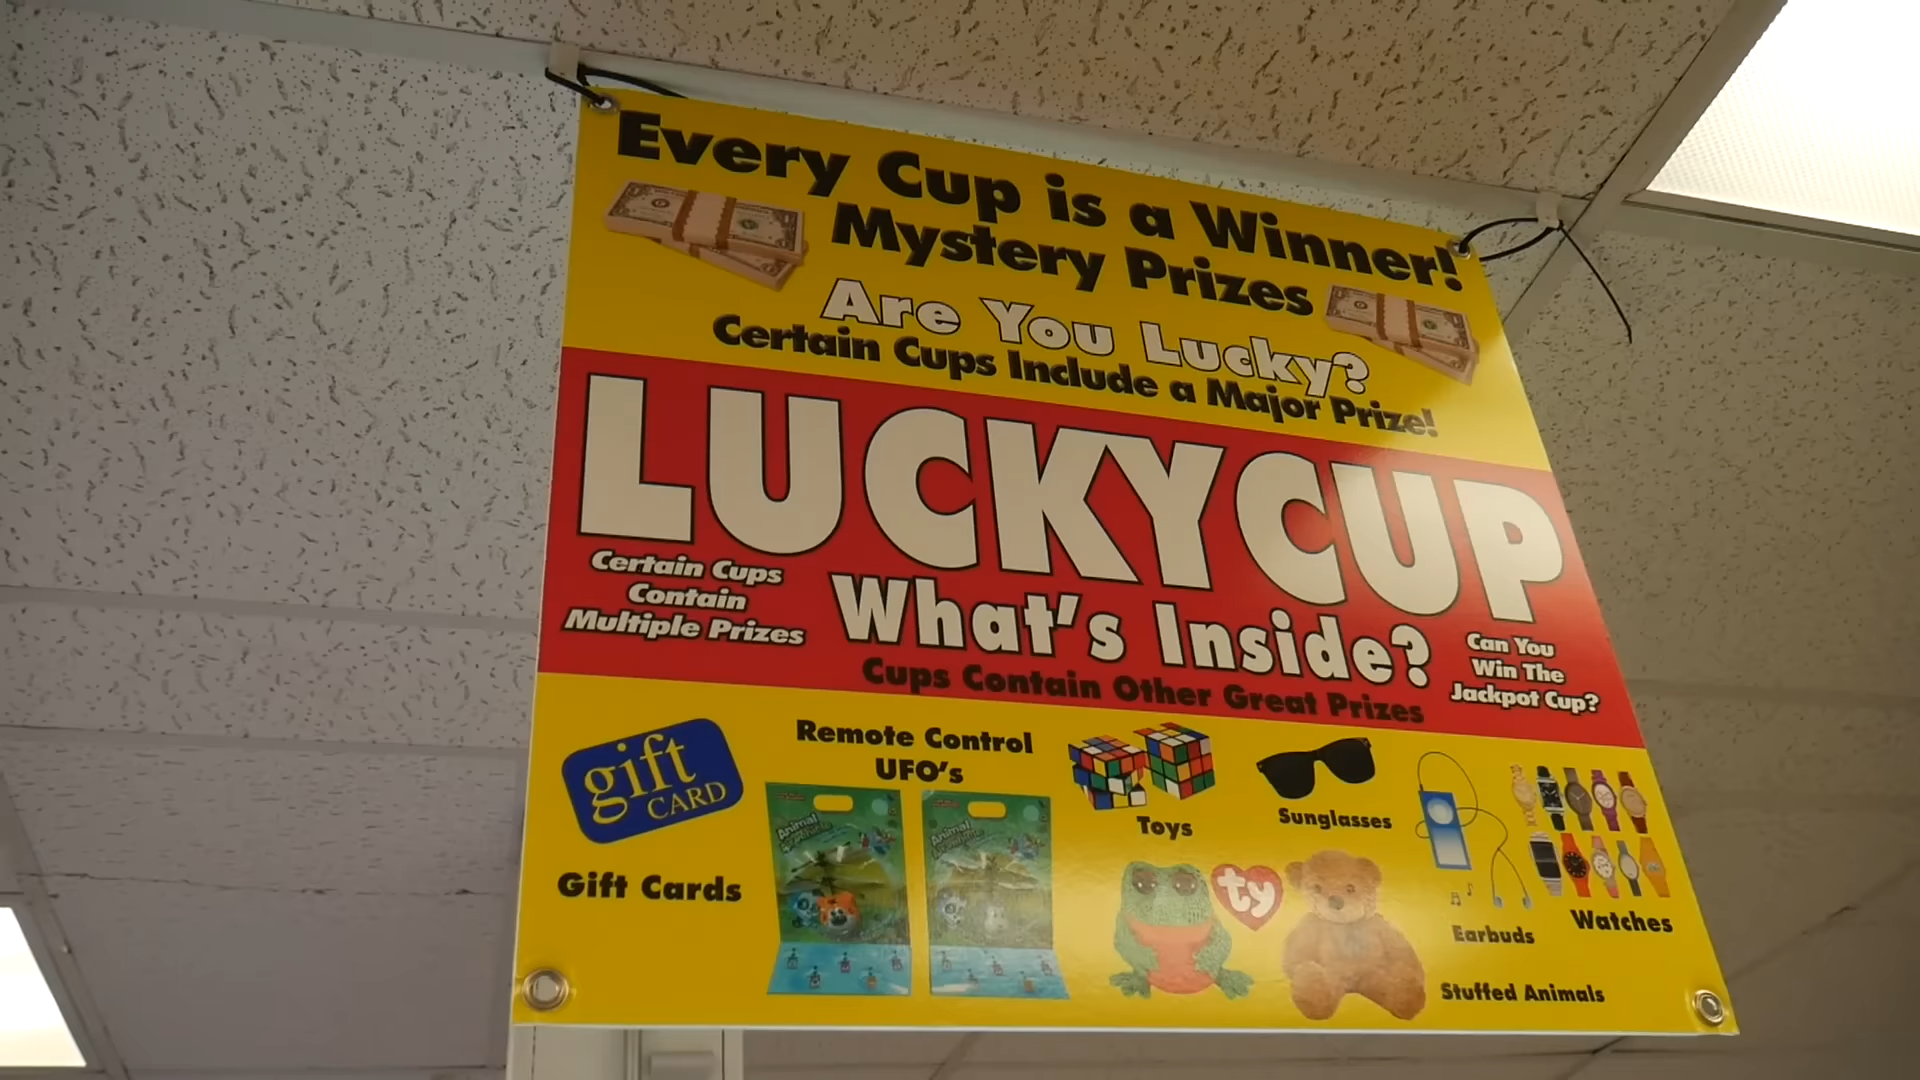 Every Cup is a Winner!
Mystery Prizes
Are You Lucky?
Certain Cups Include a Major Prize!
LUCKYCUP
Certain Cups
Contain
Multiple Prizes
What's Inside?
Can You
Win The
Jackpot Cup?
Cups Contain Other Great Prizes
gift
CARD
Gift Cards
Remote Control
UFO's
Animal
Animal
Toys
Sunglasses
ty
Earbuds
Watches
Stuffed Animals